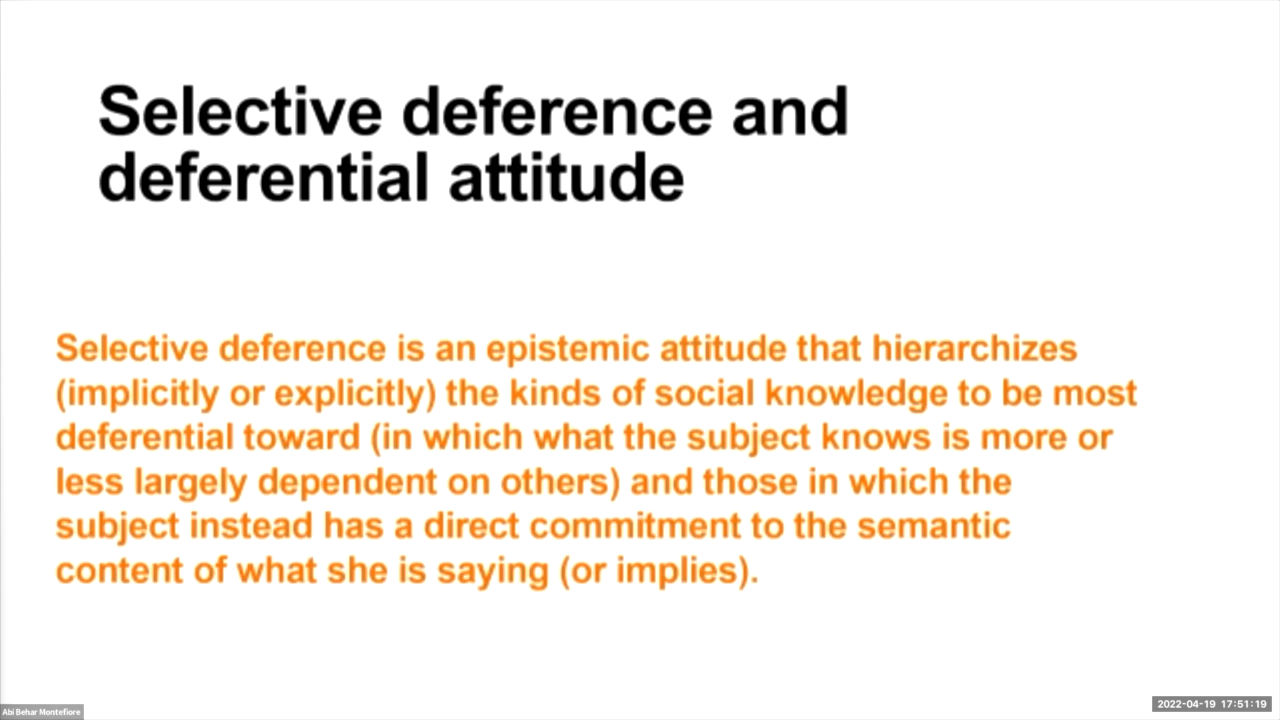 Selective deference and
deferential attitude
Selective deference is an epistemic attitude that hierarchizes
(implicitly or explicitly) the kinds of social knowledge to be most
deferential toward (in which what the subject knows is more or
less largely dependent on others) and those in which the
subject instead has a direct commitment to the semantic
content of what she is saying (or implies).
Abi Behar Montefiore
2022-04-19 17:51:19